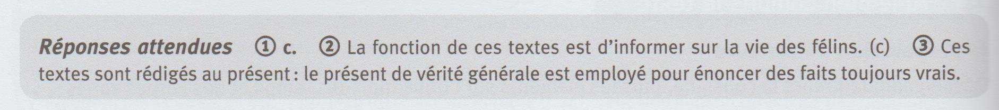 Réponses attendues ① c. ② La fonction de ces textes est d'informer sur la vie des félins. (c) ③ Ces
textes sont rédigés au présent : le présent de vérité générale est employé pour énoncer des faits toujours vrais.